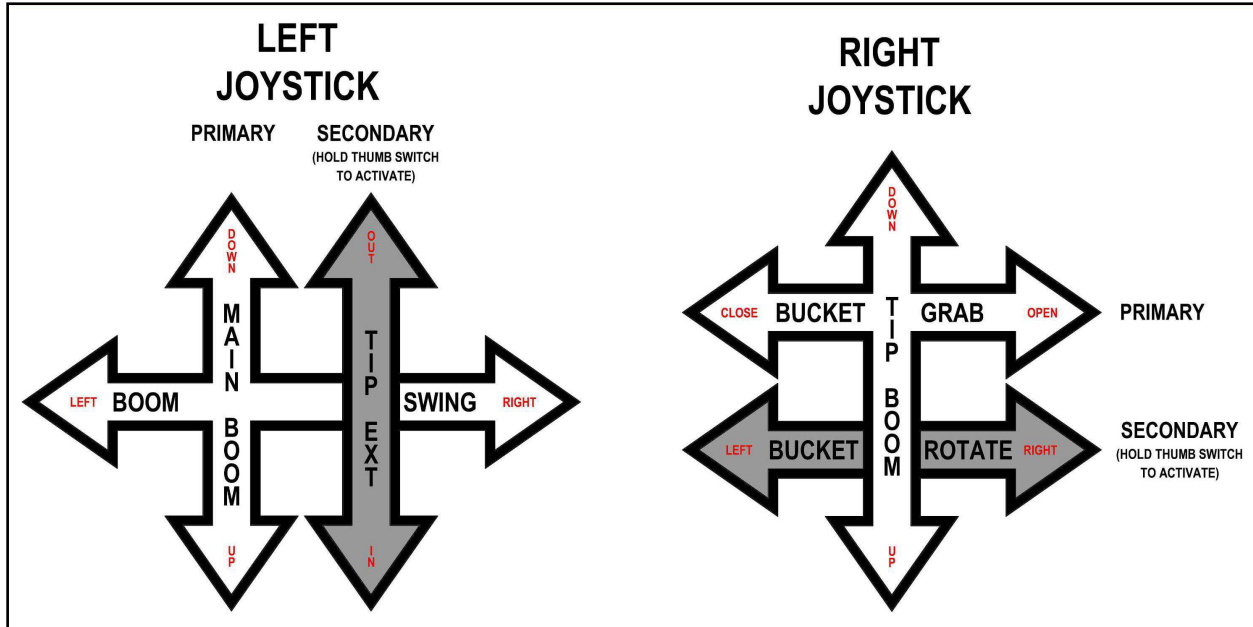 LEFT
JOYSTICK
PRIMARY
SECONDARY
(HOLD THUMB SWITCH
TO ACTIVATE)
DOWN
MAIN BOOM
UP
OUT
TIP EXT
IN
LEFT
BOOM
SWING
RIGHT
RIGHT
JOYSTICK
DOWN
TIP BOOM
UP
CLOSE
BUCKET
GRAB
OPEN
PRIMARY
LEFT
BUCKET
ROTATE
RIGHT
SECONDARY
(HOLD THUMB SWITCH
TO ACTIVATE)